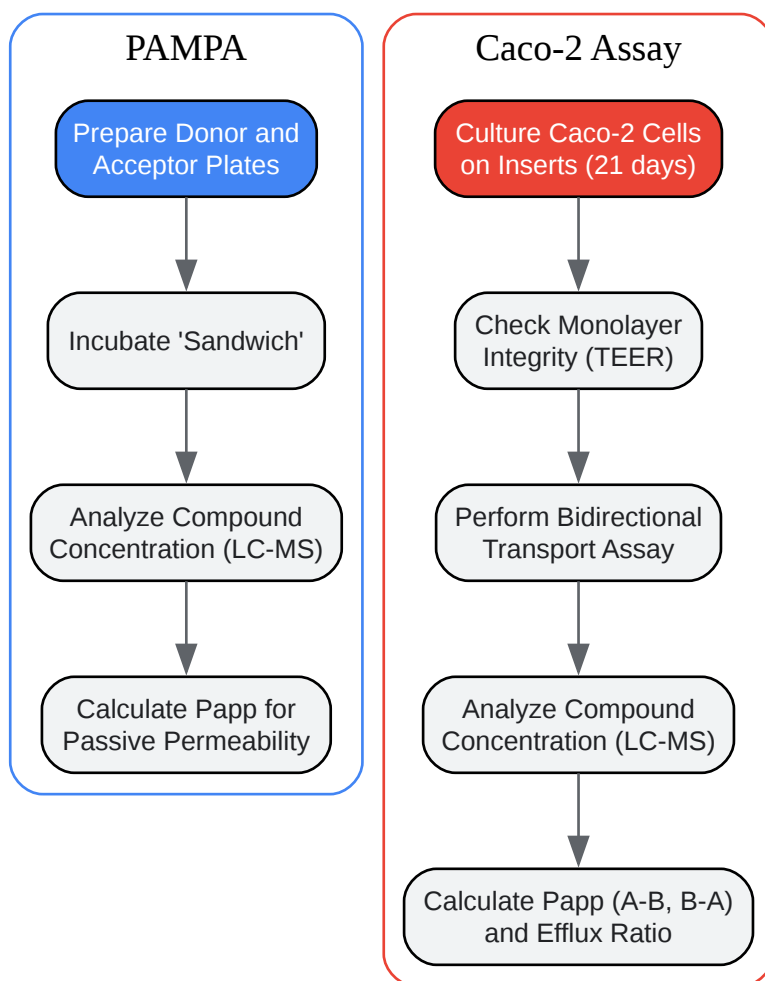 PAMPA
Prepare Donor and
Acceptor Plates
Incubate 'Sandwich'
Analyze Compound
Concentration (LC-MS)
Calculate Papp for
Passive Permeability
Caco-2 Assay
Culture Caco-2 Cells
on Inserts (21 days)
Check Monolayer
Integrity (TEER)
Perform Bidirectional
Transport Assay
Analyze Compound
Concentration (LC-MS)
Calculate Papp (A-B, B-A)
and Efflux Ratio